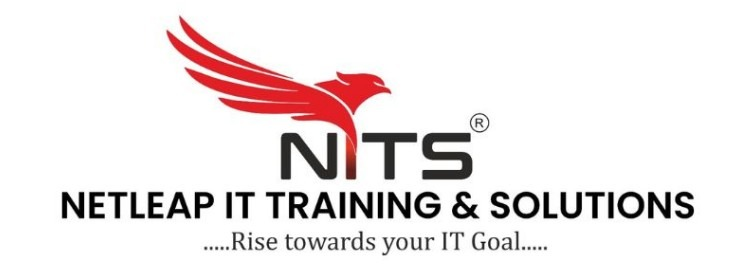 NITS®
NETLEAP IT TRAINING & SOLUTIONS
.....Rise towards your IT Goal.....